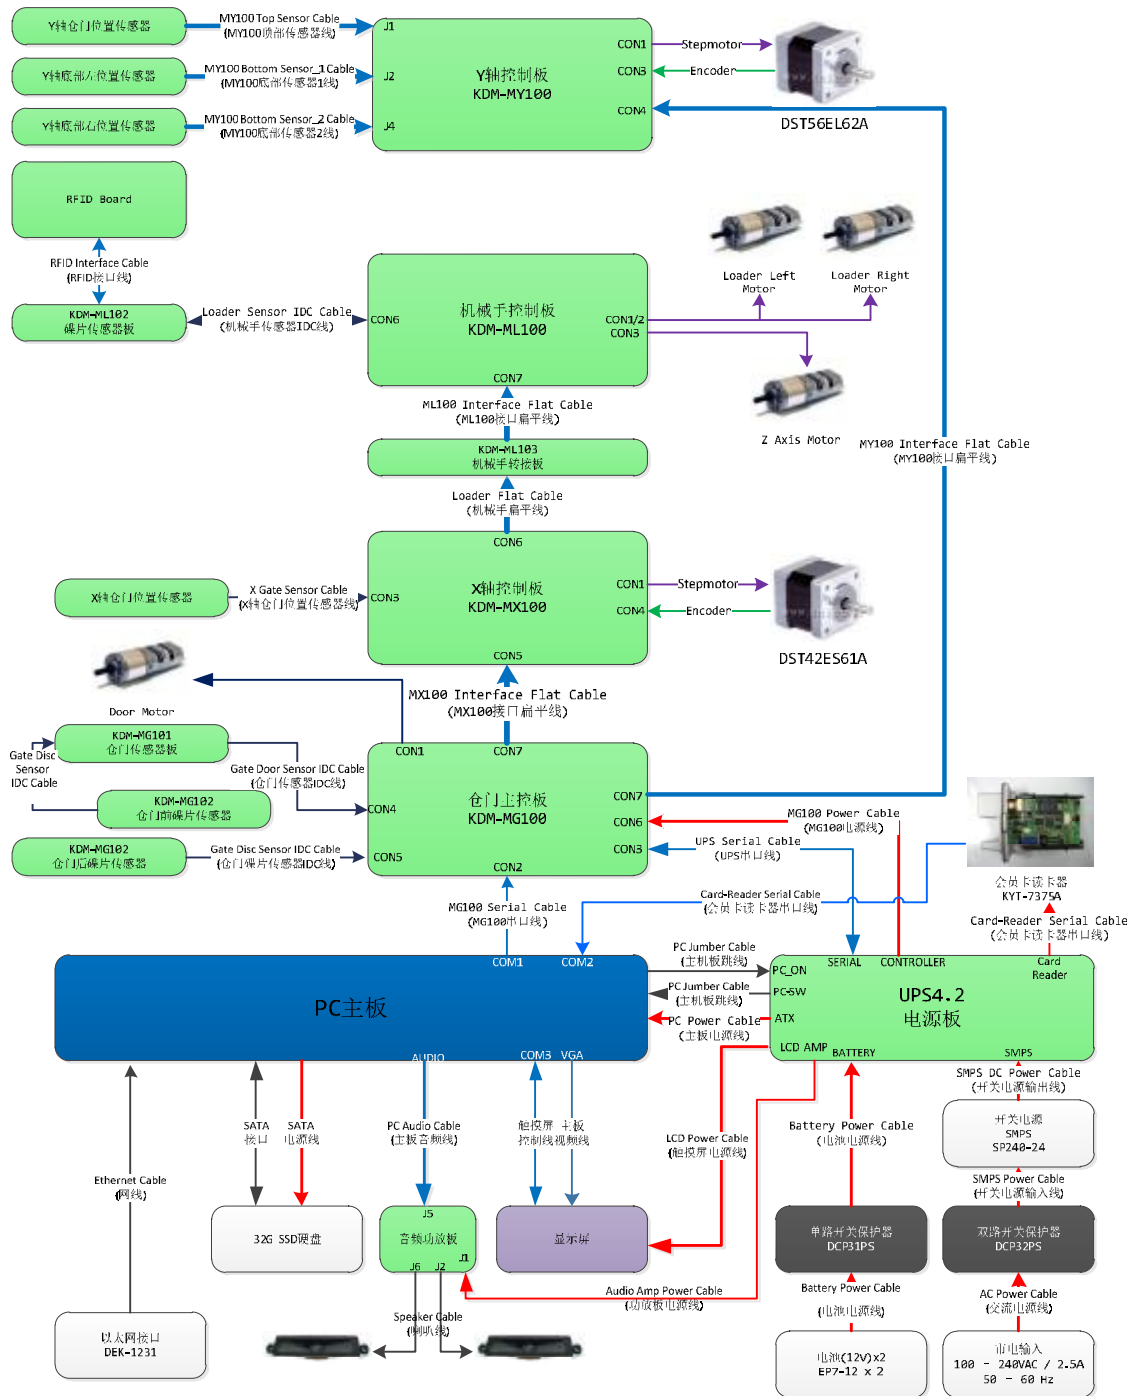 Y轴仓门位置传感器
MY100 Top Sensor Cable
(MY100顶部传感器线)
J1
Y轴底部左位置传感器
MY100 Bottom Sensor_1 Cable
(MY100底部传感器1线)
J2
Y轴底部右位置传感器
MY100 Bottom Sensor_2 Cable
(MY100底部传感器2线)
J4
Y轴控制板
KDM-MY100
CON1
CON3
CON4
Stepmotor
Encoder
DST56EL62A
RFID Board
RFID Interface Cable
(RFID接口线)
KDM-ML102
碟片传感器板
Loader Sensor IDC Cable
(机械手传感器IDC线)
CON6
机械手控制板
KDM-ML100
CON1/2
CON3
CON7
Loader Left
Motor
Loader Right
Motor
Z Axis Motor
ML100 Interface Flat Cable
(ML100接口扁平线)
KDM-ML103
机械手转接板
Loader Flat Cable
(机械手扁平线)
MY100 Interface Flat Cable
(MY100接口扁平线)
CON6
X轴仓门位置传感器
X Gate Sensor Cable
(X轴仓门位置传感器线)
CON3
X轴控制板
KDM-MX100
CON1
CON4
CON5
Stepmotor
Encoder
DST42ES61A
Door Motor
MX100 Interface Flat Cable
(MX100接口扁平线)
KDM-MG101
仓门传感器板
Gate Disc
Sensor
IDC Cable
Gate Door Sensor IDC Cable
(仓门传感器IDC线)
KDM-MG102
仓门前碟片传感器
KDM-MG102
仓门后碟片传感器
Gate Disc Sensor IDC Cable
(仓门碟片传感器IDC线)
CON1
CON7
CON4
CON5
仓门主控板
KDM-MG100
CON7
CON6
CON3
CON2
MG100 Power Cable
(MG100电源线)
UPS Serial Cable
(UPS串口线)
会员卡读卡器
KYT-7375A
Card-Reader Serial Cable
(会员卡读卡器串口线)
MG100 Serial Cable
(MG100串口线)
Card-Reader Serial Cable
(会员卡读卡器串口线)
COM1
COM2
PC主板
AUDIO
COM3
VGA
PC Jumber Cable
(主机板跳线)
PC Jumber Cable
(主机板跳线)
PC Power Cable
(主板电源线)
PC_ON
PC-SW
ATX
LCD
AMP
SERIAL
CONTROLLER
Card
Reader
UPS4.2
电源板
BATTERY
SMPS
SMPS DC Power Cable
(开关电源输出线)
开关电源
SMPS
SP240-24
SMPS Power Cable
(开关电源输入线)
Battery Power Cable
(电池电源线)
SATA
接口
SATA
电源线
PC Audio Cable
(主板音频线)
触摸屏
控制线
主板
视频线
LCD Power Cable
(触摸屏电源线)
Ethernet Cable
(网线)
32G SSD硬盘
J5
音频功放板
J1
J6
J2
显示屏
单路开关保护器
DCP31PS
双路开关保护器
DCP32PS
Audio Amp Power Cable
(功放板电源线)
Speaker Cable
(喇叭线)
Battery Power Cable
(电池电源线)
AC Power Cable
(交流电源线)
以太网接口
DEK-1231
电池(12V)x2
EP7-12 x 2
市电输入
100 - 240VAC / 2.5A
50 - 60 Hz